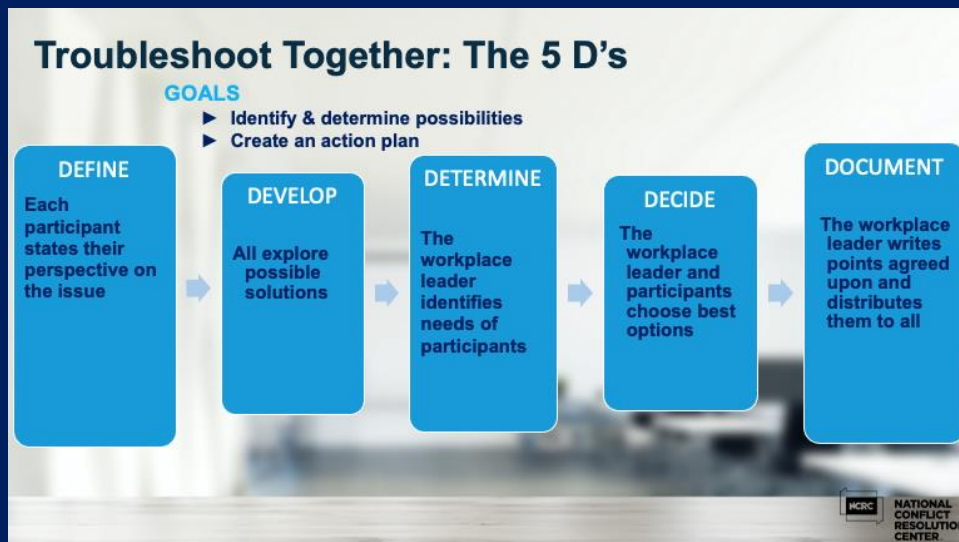 Troubleshoot Together: The 5 D's
GOALS
► Identify & determine possibilities
► Create an action plan
DEFINE
Each
participant
states their
perspective on
the issue
DEVELOP
All explore
possible
solutions
DETERMINE
The
workplace
leader
identifies
needs of
participants
DECIDE
The
workplace
leader and
participants
choose best
options
DOCUMENT
The workplace
leader writes
points agreed
upon and
distributes
them to all
NCRC
NATIONAL
CONFLICT
RESOLUTION
CENTER